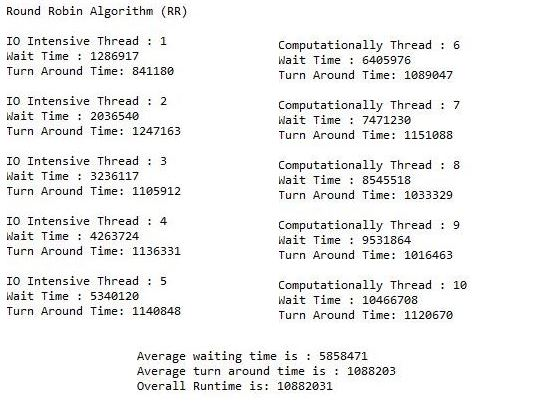 Round Robin Algorithm (RR)
IO Intensive Thread : 1
Wait Time : 1286917
Turn Around Time: 841180
IO Intensive Thread : 2
Wait Time : 2036540
Turn Around Time: 1247163
IO Intensive Thread : 3
Wait Time : 3236117
Turn Around Time: 1105912
IO Intensive Thread : 4
Wait Time : 4263724
Turn Around Time: 1136331
IO Intensive Thread : 5
Wait Time : 5340120
Turn Around Time: 1140848
Computationally Thread : 6
Wait Time : 6405976
Turn Around Time: 1089047
Computationally Thread : 7
Wait Time : 7471230
Turn Around Time: 1151088
Computationally Thread : 8
Wait Time : 8545518
Turn Around Time: 1033329
Computationally Thread : 9
Wait Time : 9531864
Turn Around Time: 1016463
Computationally Thread : 10
Wait Time : 10466708
Turn Around Time: 1120670
Average waiting time is : 5858471
Average turn around time is : 1088203
Overall Runtime is: 10882031